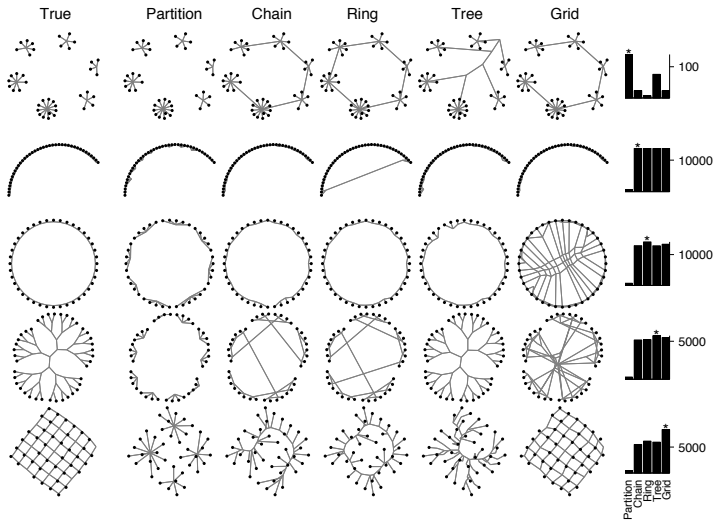 True Partition Chain Ring Tree Grid
*
100
*
10000
*
10000
*
5000
*
5000
Partition
Chain
Ring
Tree
Grid